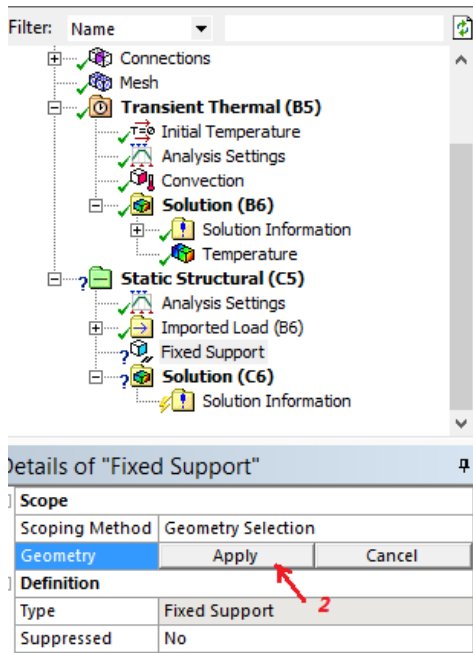 Filter: Name
Connections
Mesh
Transient Thermal (B5)
T=0 Initial Temperature
Analysis Settings
Convection
Solution (B6)
Solution Information
Temperature
Static Structural (C5)
Analysis Settings
Imported Load (B6)
Fixed Support
Solution (C6)
Solution Information
Details of "Fixed Support"
Scope
Scoping Method Geometry Selection
Geometry Apply Cancel
Definition
2
Type Fixed Support
Suppressed No